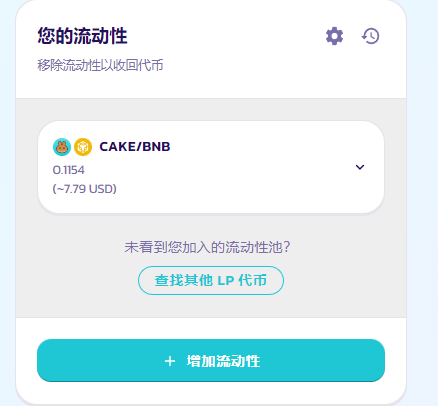 您的流动性
移除流动性以收回代币
CAKE/BNB
0.1154
(~7.79 USD)
未看到您加入的流动性池?
查找其他 LP 代币
+ 增加流动性